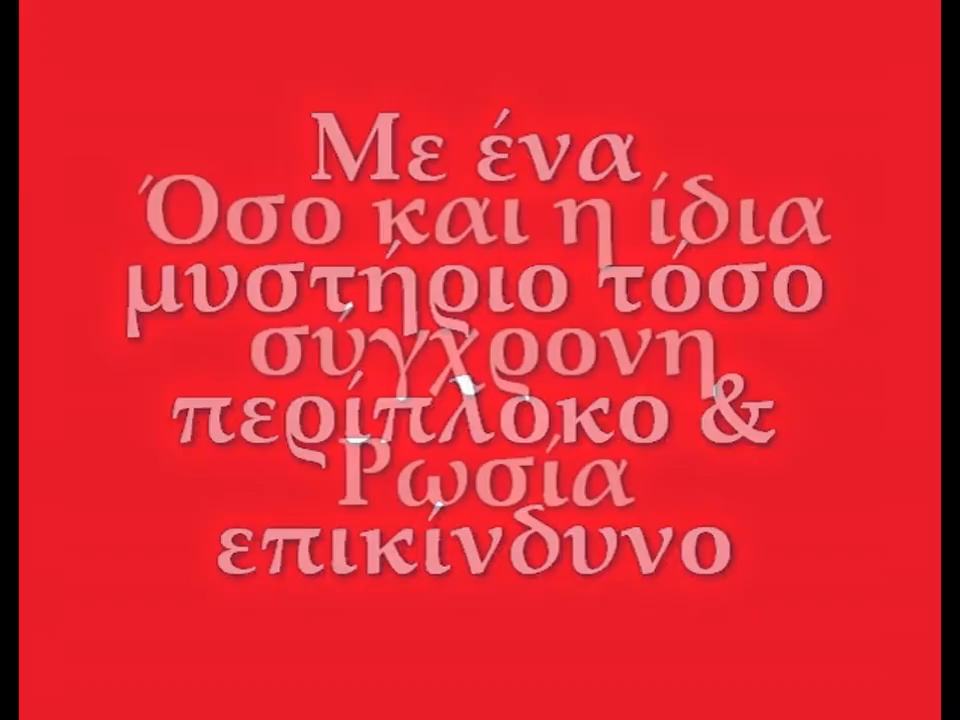 Με ένα
Όσο και η ίδια
μυστήριο τόσο
σύγχρονη
περίπλοκο &
Ρωσία
επικίνδυνο